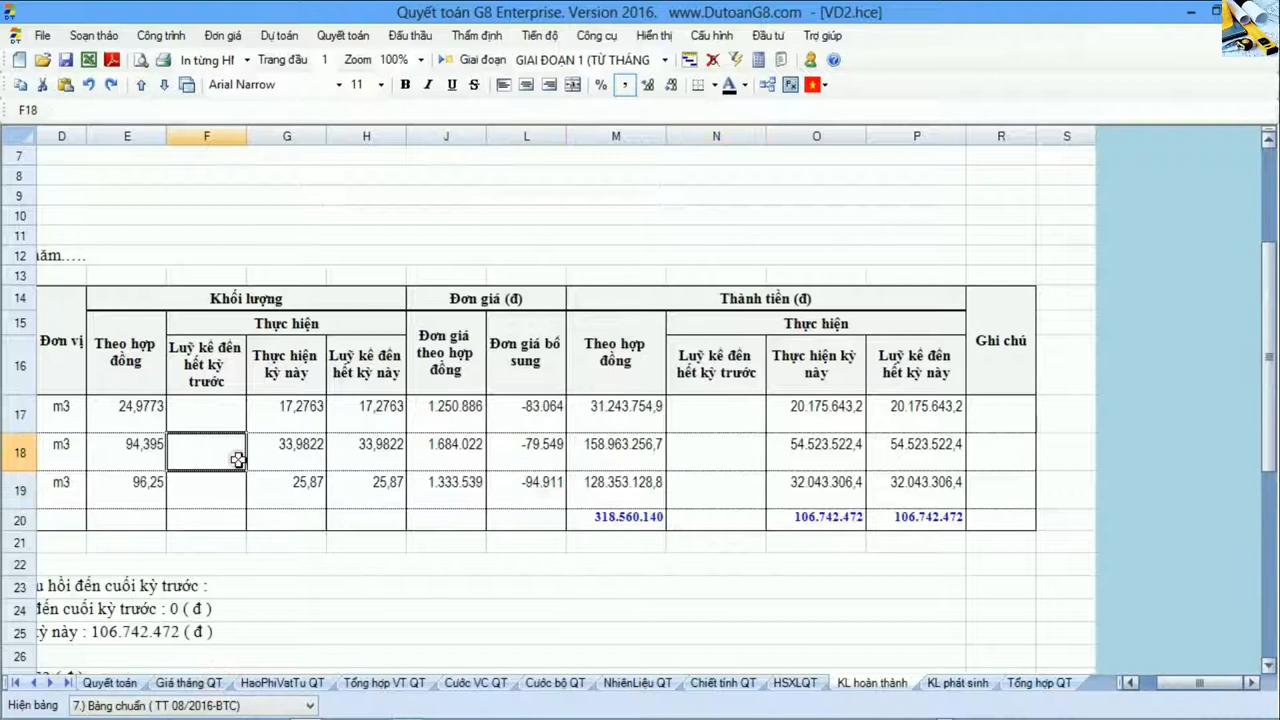 Quyết toán G8 Enterprise. Version 2016. www.DutoanG8.com - [VD2.hce]
File Soạn thảo Công trình Đơn giá Dự toán Quyết toán Đấu thầu Thẩm định Tiến độ Công cụ Hiển thị Cấu hình Đầu tư Trợ giúp
In từng HM Trang đầu 1 Zoom 100% Giai đoạn GIAI ĐOẠN 1 (TỪ THÁNG
Arial Narrow 11 B I U S % ,
F18
D E F G H J L M N O P R S
7
8
9
10
11
12 năm.....
13
14 Khối lượng Đơn giá (đ) Thành tiền (đ)
15 Thực hiện Thực hiện
16 Đơn vị Theo hợp đồng Luỹ kế đến hết kỳ trước Thực hiện kỳ này Luỹ kế đến hết kỳ này Đơn giá theo hợp đồng Đơn giá bổ sung Theo hợp đồng Luỹ kế đến hết kỳ trước Thực hiện kỳ này Luỹ kế đến hết kỳ này Ghi chú
17 m3 24,9773 17,2763 17,2763 1.250.886 -83.064 31.243.754,9 20.175.643,2 20.175.643,2
18 m3 94,395 33,9822 33,9822 1.684.022 -79.549 158.963.256,7 54.523.522,4 54.523.522,4
19 m3 96,25 25,87 25,87 1.333.539 -94.911 128.353.128,8 32.043.306,4 32.043.306,4
20 318.560.140 106.742.472 106.742.472
21
22
23 u hồi đến cuối kỳ trước :
24 đến cuối kỳ trước : 0 ( đ )
25 kỳ này : 106.742.472 ( đ )
26
Quyết toán Giá tháng QT HaoPhiVatTu QT Tổng hợp VT QT Cước VC QT Cước bộ QT NhiênLiệu QT Chiết tính QT HSXLQT KL hoàn thành KL phát sinh Tổng hợp QT
Hiện bảng 7.) Bảng chuẩn ( TT 08/2016-BTC)